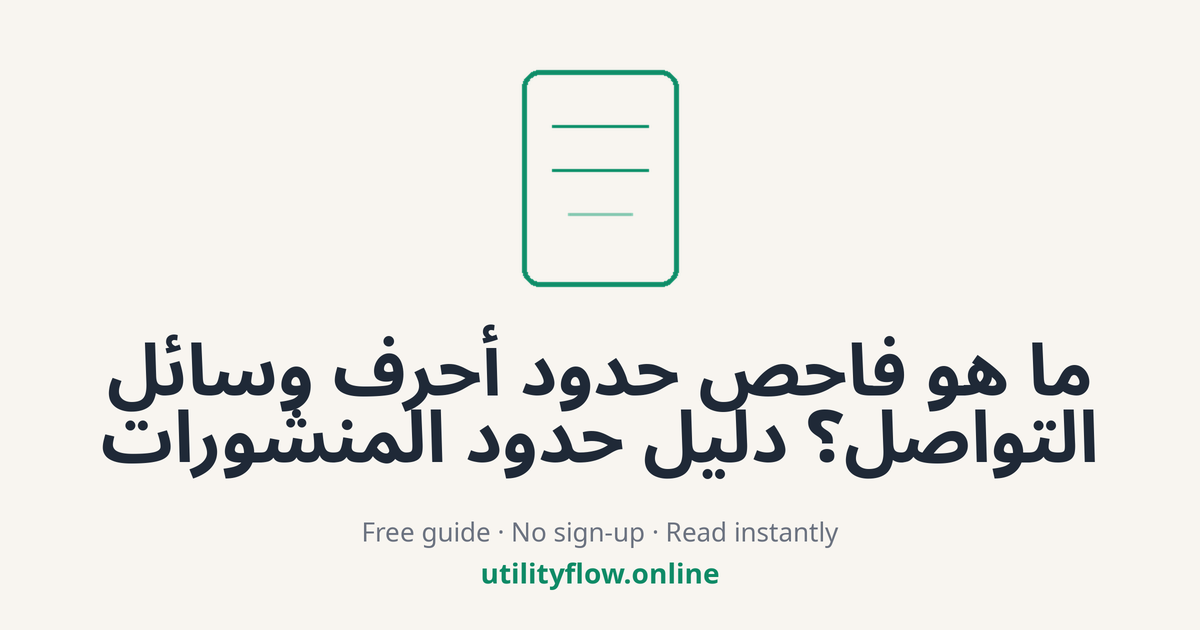 ما هو فاحص حدود أحرف وسائل
التواصل؟ دليل حدود المنشورات
Free guide · No sign-up · Read instantly
utilityflow.online